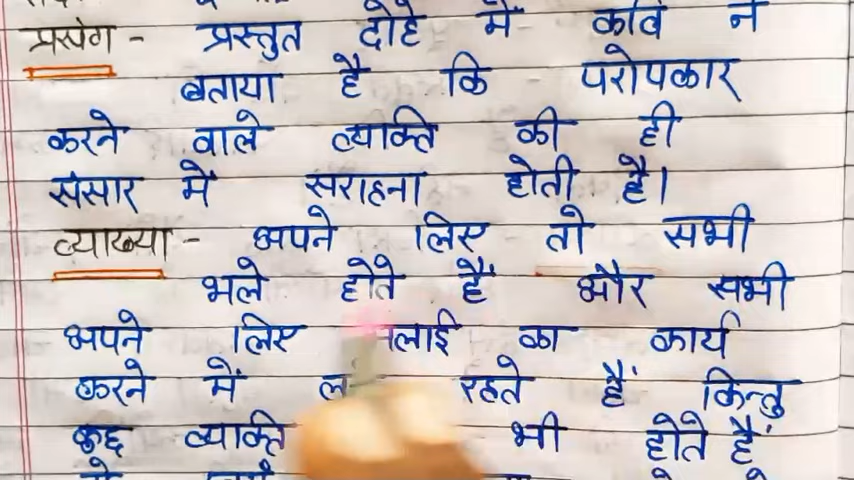 प्रसंग - प्रस्तुत दोहे में कवि ने
बताया है कि परोपकार
करने वाले व्यक्ति की ही
संसार में सराहना होती है।
व्याख्या - अपने लिए तो सभी
भले होते हैं और सभी
अपने लिए भलाई का कार्य
करने में रहते हैं किन्तु
कुछ व्यक्ति भी होते हैं